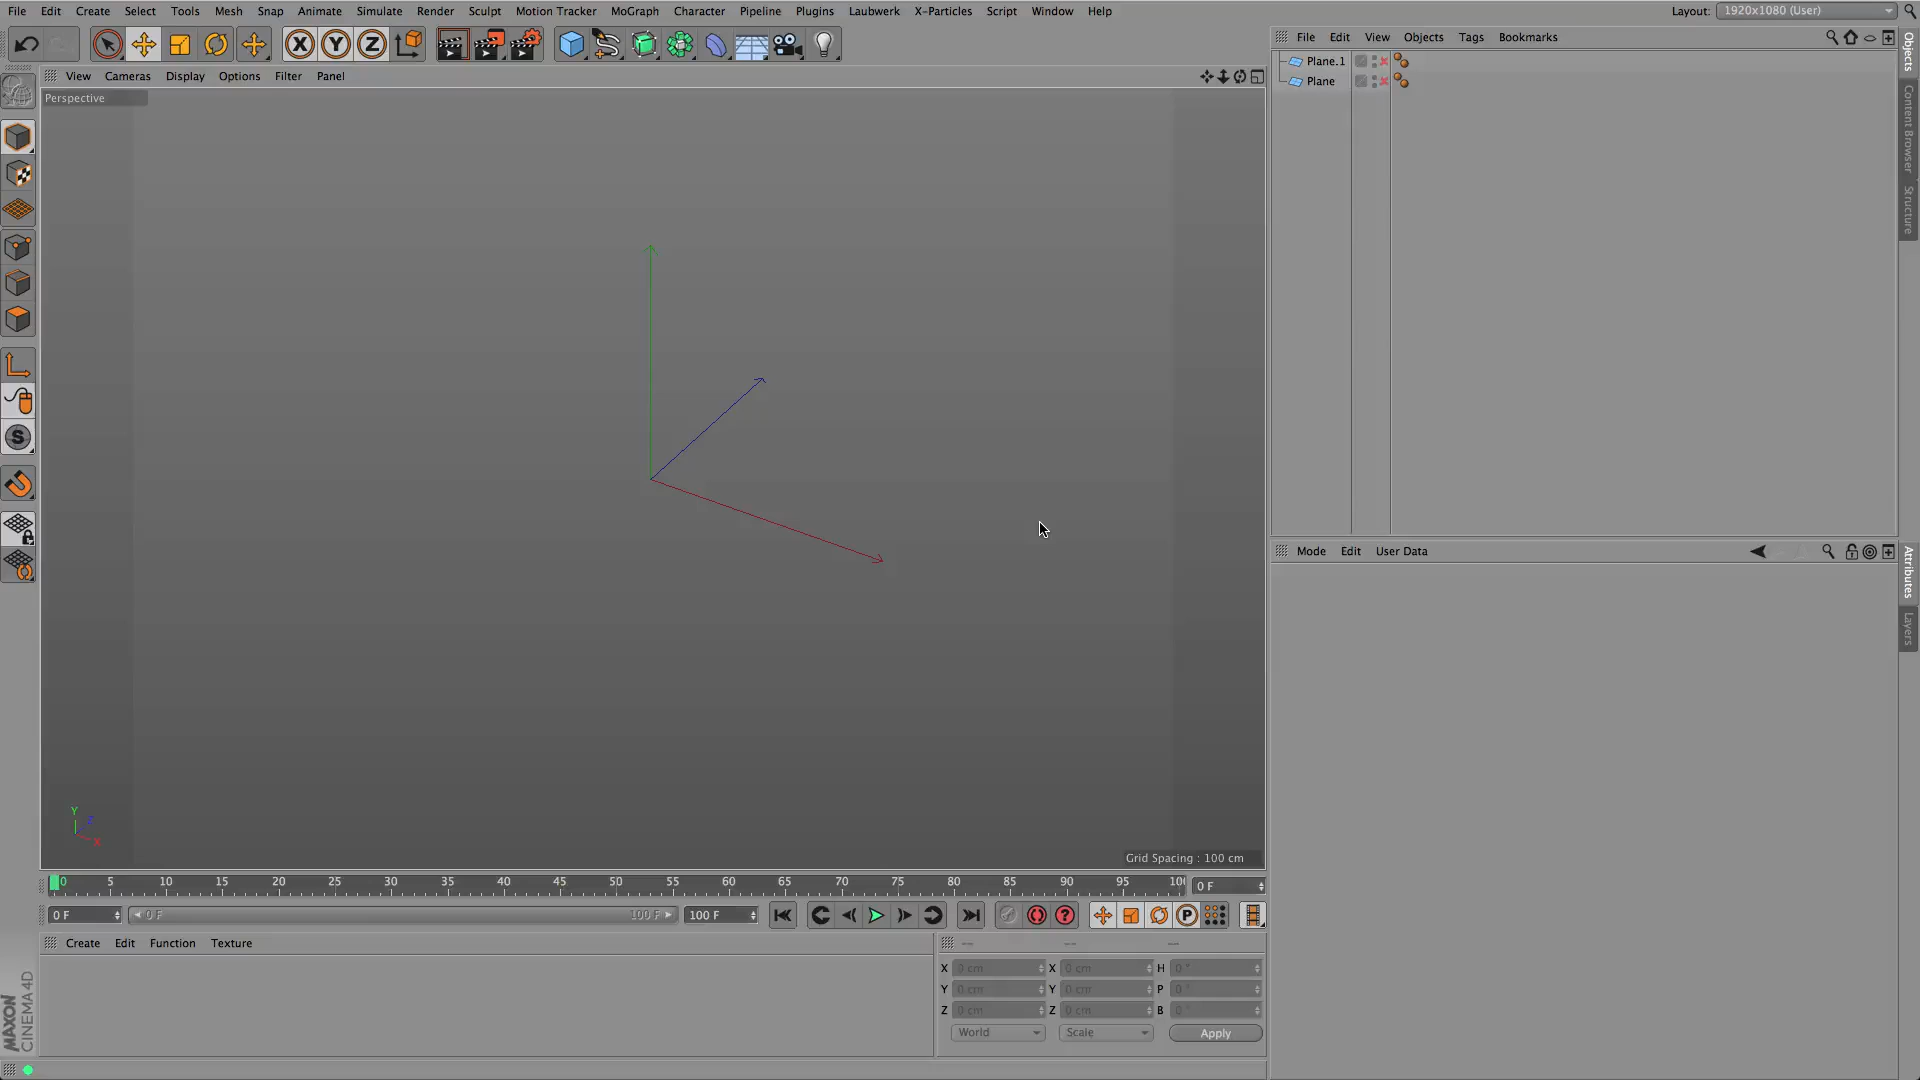 File Edit Create Select Tools Mesh Snap Animate Simulate Render Sculpt Motion Tracker MoGraph Character Pipeline Plugins Laubwerk X-Particles Script Window Help Layout: 1920x1080 (User)
X Y Z
File Edit View Objects Tags Bookmarks
View Cameras Display Options Filter Panel
Perspective
Plane.1
Plane
Objects
Content Browser
Structure
S
Mode Edit User Data
Attributes
Layers
Y
Z
X
Grid Spacing : 100 cm
0 5 10 15 20 25 30 35 40 45 50 55 60 65 70 75 80 85 90 95 100 0 F
0 F 0 F 100 F 100 F ? P
Create Edit Function Texture -- -- --
X 0 cm X 0 cm H 0 °
Y 0 cm Y 0 cm P 0 °
Z 0 cm Z 0 cm B 0 °
World Scale Apply
MAXON
CINEMA 4D